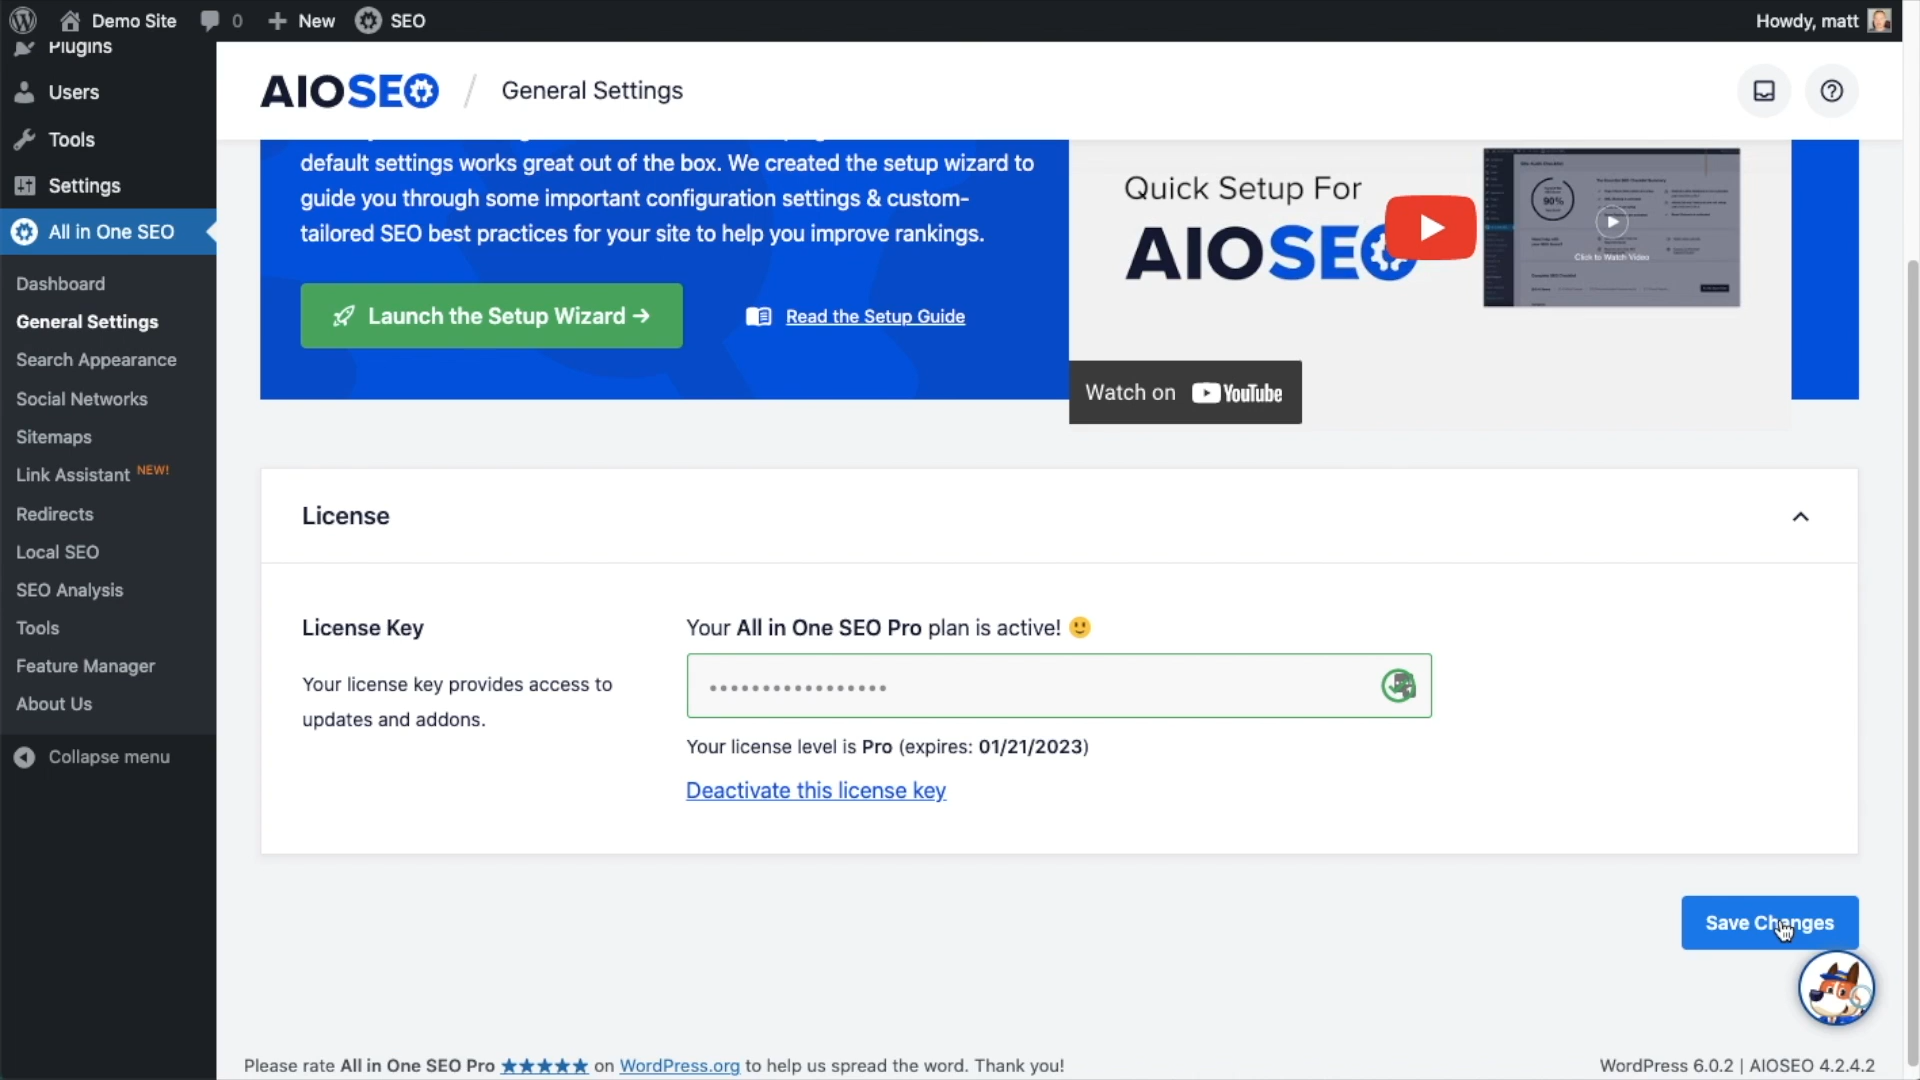 Demo Site
0
New
SEO
Howdy, matt
Plugins
Users
Tools
Settings
All in One SEO
Dashboard
General Settings
Search Appearance
Social Networks
Sitemaps
Link Assistant NEW!
Redirects
Local SEO
SEO Analysis
Tools
Feature Manager
About Us
Collapse menu
AIOSEO / General Settings
default settings works great out of the box. We created the setup wizard to
guide you through some important configuration settings & custom-
tailored SEO best practices for your site to help you improve rankings.
Launch the Setup Wizard →
Read the Setup Guide
Quick Setup For
AIOSEO
90%
Click to Watch Video
Watch on YouTube
License
License Key
Your license key provides access to
updates and addons.
Your All in One SEO Pro plan is active! 🙂
•••••••••••••••••
Your license level is Pro (expires: 01/21/2023)
Deactivate this license key
Save Changes
Please rate All in One SEO Pro ★★★★★ on WordPress.org to help us spread the word. Thank you!
WordPress 6.0.2 | AIOSEO 4.2.4.2